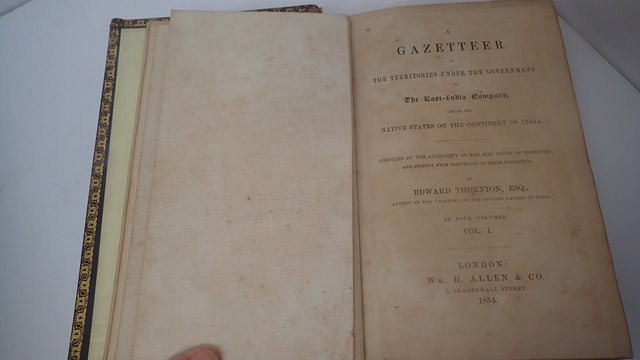 A
GAZETTEER
OF
THE TERRITORIES UNDER THE GOVERNMENT
OF
The East-India Company,
AND OF THE
NATIVE STATES ON THE CONTINENT OF INDIA.
COMPILED BY THE AUTHORITY OF THE HON. COURT OF DIRECTORS,
AND CHIEFLY FROM DOCUMENTS IN THEIR POSSESSION,
BY
EDWARD THORNTON, ESQ.,
AUTHOR OF THE "HISTORY OF THE BRITISH EMPIRE IN INDIA."
IN FOUR VOLUMES.
VOL. I.
LONDON:
WM. H. ALLEN & CO.
7, LEADENHALL STREET
1854.